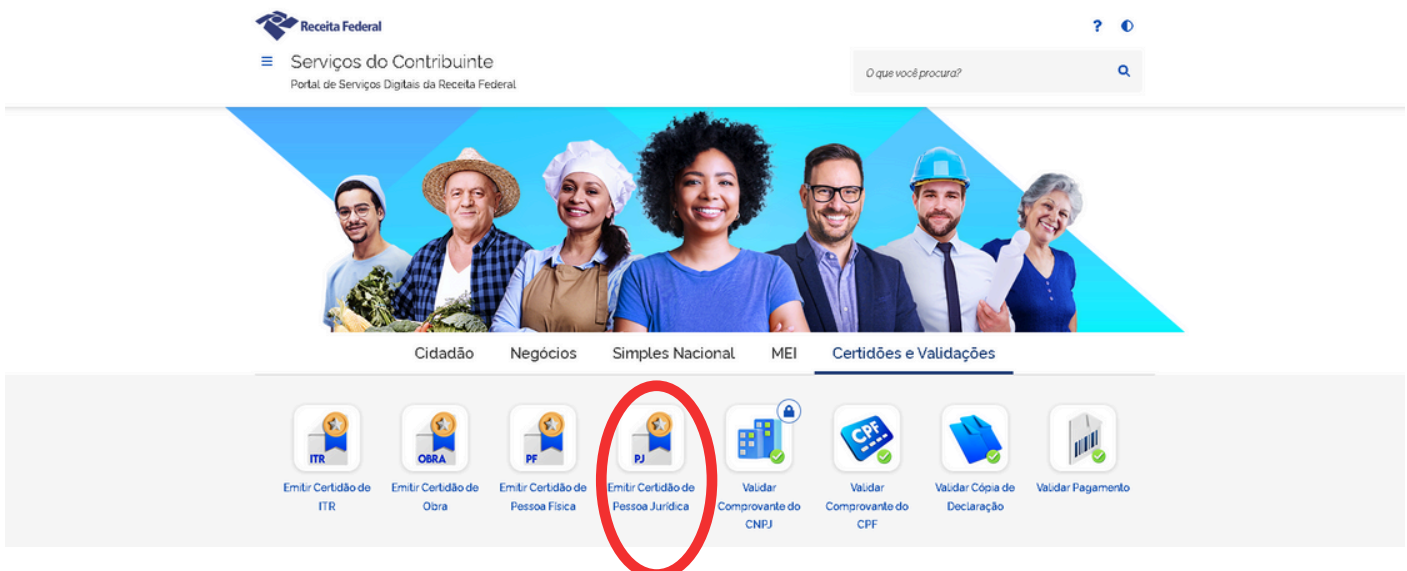 Receita Federal
?
Serviços do Contribuinte
Portal de Serviços Digitais da Receita Federal
O que você procura?
Cidadão Negócios Simples Nacional MEI Certidões e Validações
ITR OBRA PF PJ CPF
Emitir Certidão de ITR
Emitir Certidão de Obra
Emitir Certidão de Pessoa Física
Emitir Certidão de Pessoa Jurídica
Validar Comprovante do CNPJ
Validar Comprovante do CPF
Validar Cópia de Declaração
Validar Pagamento